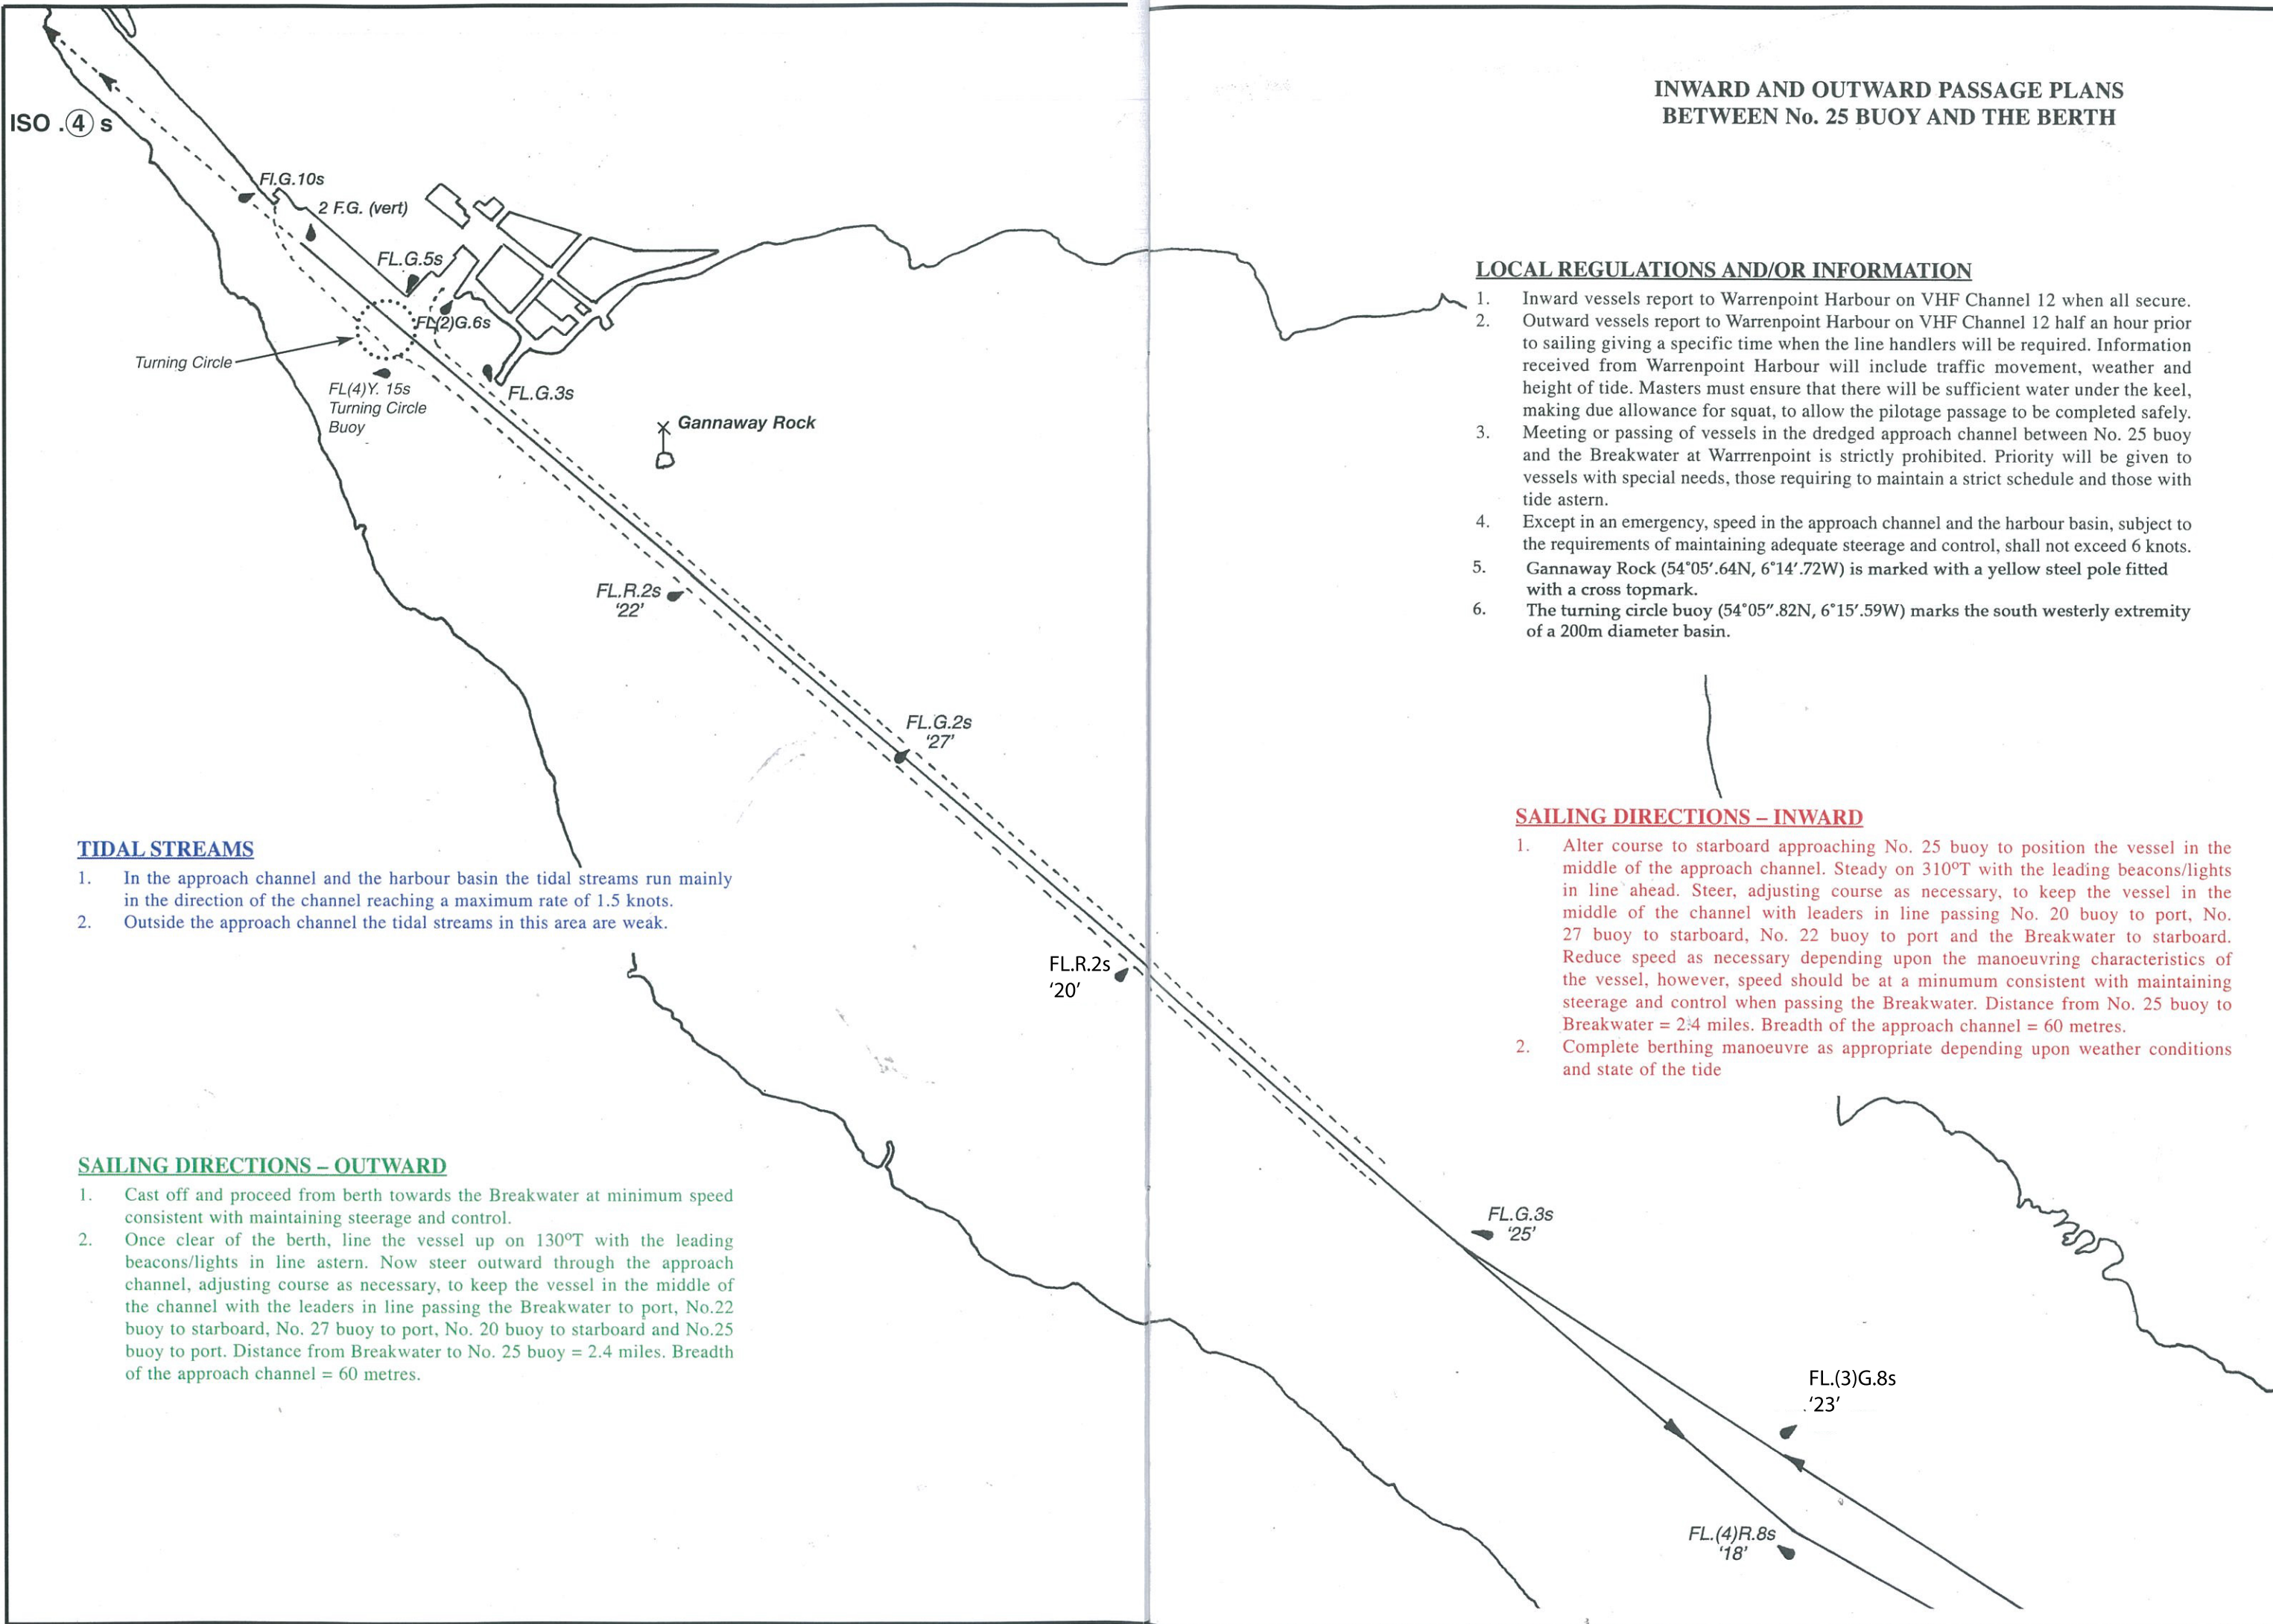 INWARD AND OUTWARD PASSAGE PLANS
BETWEEN No. 25 BUOY AND THE BERTH
ISO .④ s
Fl.G.10s
2 F.G. (vert)
FL.G.5s
FL(2)G.6s
Turning Circle
FL(4)Y. 15s
Turning Circle
Buoy
FL.G.3s
Gannaway Rock
FL.R.2s
'22'
FL.G.2s
'27'
FL.R.2s
'20'
FL.G.3s
'25'
FL.(3)G.8s
'23'
FL.(4)R.8s
'18'
LOCAL REGULATIONS AND/OR INFORMATION
1. Inward vessels report to Warrenpoint Harbour on VHF Channel 12 when all secure.
2. Outward vessels report to Warrenpoint Harbour on VHF Channel 12 half an hour prior
to sailing giving a specific time when the line handlers will be required. Information
received from Warrenpoint Harbour will include traffic movement, weather and
height of tide. Masters must ensure that there will be sufficient water under the keel,
making due allowance for squat, to allow the pilotage passage to be completed safely.
3. Meeting or passing of vessels in the dredged approach channel between No. 25 buoy
and the Breakwater at Warrrenpoint is strictly prohibited. Priority will be given to
vessels with special needs, those requiring to maintain a strict schedule and those with
tide astern.
4. Except in an emergency, speed in the approach channel and the harbour basin, subject to
the requirements of maintaining adequate steerage and control, shall not exceed 6 knots.
5. Gannaway Rock (54°05'.64N, 6°14'.72W) is marked with a yellow steel pole fitted
with a cross topmark.
6. The turning circle buoy (54°05".82N, 6°15'.59W) marks the south westerly extremity
of a 200m diameter basin.
TIDAL STREAMS
1. In the approach channel and the harbour basin the tidal streams run mainly
in the direction of the channel reaching a maximum rate of 1.5 knots.
2. Outside the approach channel the tidal streams in this area are weak.
SAILING DIRECTIONS – INWARD
1. Alter course to starboard approaching No. 25 buoy to position the vessel in the
middle of the approach channel. Steady on 310°T with the leading beacons/lights
in line ahead. Steer, adjusting course as necessary, to keep the vessel in the
middle of the channel with leaders in line passing No. 20 buoy to port, No.
27 buoy to starboard, No. 22 buoy to port and the Breakwater to starboard.
Reduce speed as necessary depending upon the manoeuvring characteristics of
the vessel, however, speed should be at a minumum consistent with maintaining
steerage and control when passing the Breakwater. Distance from No. 25 buoy to
Breakwater = 2.4 miles. Breadth of the approach channel = 60 metres.
2. Complete berthing manoeuvre as appropriate depending upon weather conditions
and state of the tide
SAILING DIRECTIONS – OUTWARD
1. Cast off and proceed from berth towards the Breakwater at minimum speed
consistent with maintaining steerage and control.
2. Once clear of the berth, line the vessel up on 130°T with the leading
beacons/lights in line astern. Now steer outward through the approach
channel, adjusting course as necessary, to keep the vessel in the middle of
the channel with the leaders in line passing the Breakwater to port, No.22
buoy to starboard, No. 27 buoy to port, No. 20 buoy to starboard and No.25
buoy to port. Distance from Breakwater to No. 25 buoy = 2.4 miles. Breadth
of the approach channel = 60 metres.